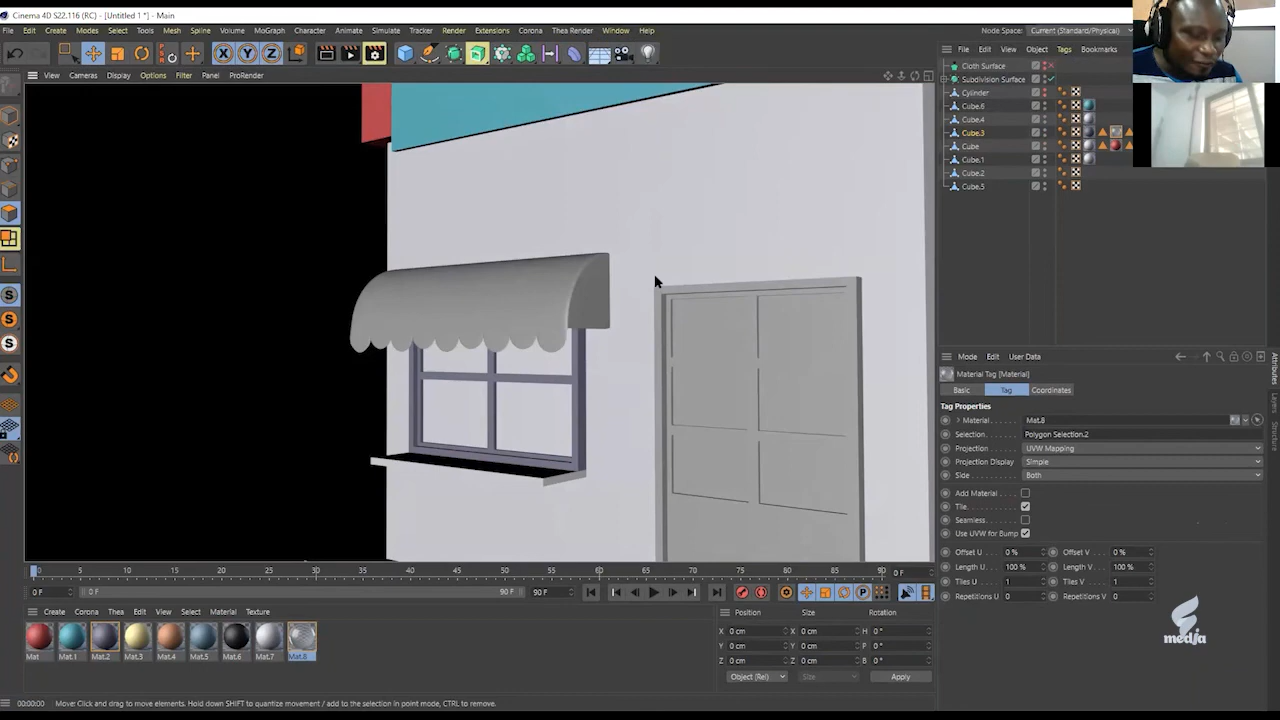 Cinema 4D S22.116 (RC) - [Untitled 1 *] - Main
File Edit Create Modes Select Tools Mesh Spline Volume MoGraph Character Animate Simulate Tracker Render Extensions Corona Thea Render Window Help
Node Space: Current (Standard/Physical)
X Y Z
File Edit View Object Tags Bookmarks
View Cameras Display Options Filter Panel ProRender
Cloth Surface
Subdivision Surface
Cylinder
Cube.6
Cube.4
Cube.3
Cube
Cube.1
Cube.2
Cube.5
Mode Edit User Data
Material Tag [Material]
Basic Tag Coordinates
Tag Properties
Material Mat.8
Selection Polygon Selection.2
Projection UVW Mapping
Projection Display Simple
Side Both
Add Material
Tile
Seamless
Use UVW for Bump
Offset U 0 % Offset V 0 %
Length U 100 % Length V 100 %
Tiles U 1 Tiles V 1
Repetitions U 0 Repetitions V 0
Attributes
Layers
Structure
0 5 10 15 20 25 30 35 40 45 50 55 60 65 70 75 80 85 90 0 F
0 F 0 F 90 F 90 F
Create Corona Thea Edit View Select Material Texture
Mat Mat.1 Mat.2 Mat.3 Mat.4 Mat.5 Mat.6 Mat.7 Mat.8
Position Size Rotation
X 0 cm X 0 cm H 0 °
Y 0 cm Y 0 cm P 0 °
Z 0 cm Z 0 cm B 0 °
Object (Rel) Size Apply
00:00:00 Move: Click and drag to move elements. Hold down SHIFT to quantize movement / add to the selection in point mode, CTRL to remove.
media